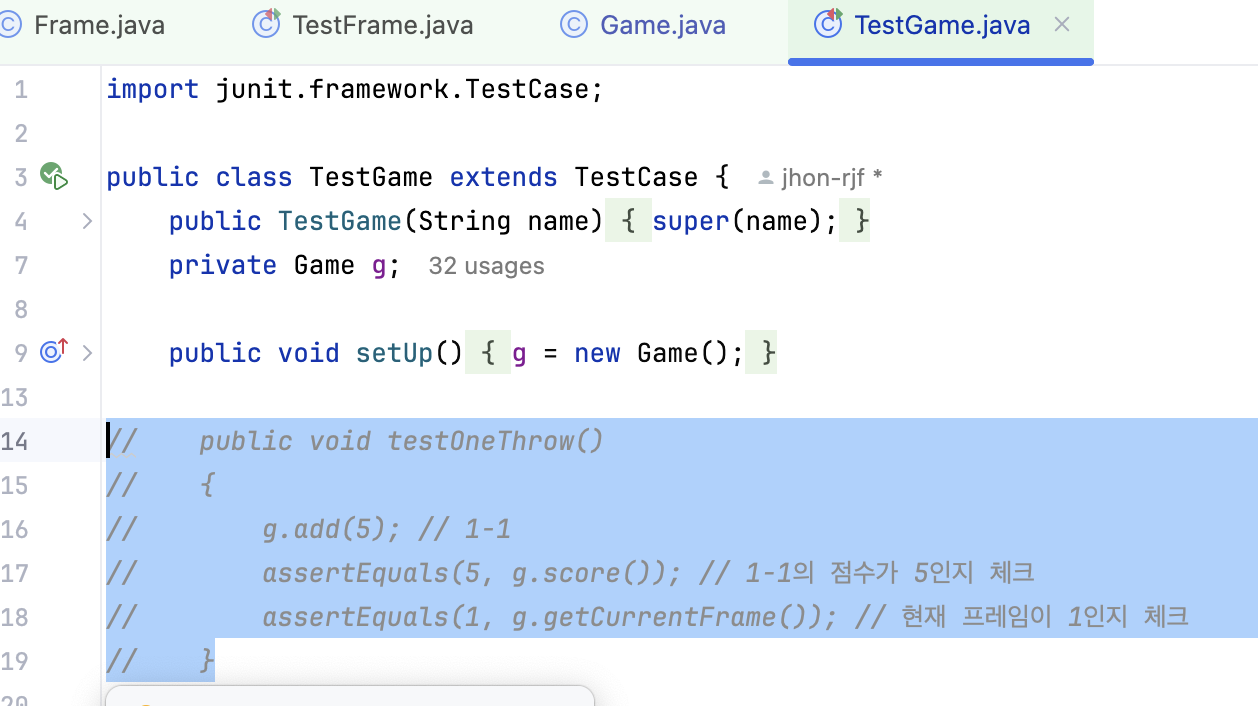 Frame.java TestFrame.java Game.java TestGame.java
1 import junit.framework.TestCase;
2
3 public class TestGame extends TestCase { jhon-rjf *
4 public TestGame(String name) { super(name); }
7 private Game g; 32 usages
8
9 public void setUp() { g = new Game(); }
13
14 // public void testOneThrow()
15 // {
16 // g.add(5); // 1-1
17 // assertEquals(5, g.score()); // 1-1의 점수가 5인지 체크
18 // assertEquals(1, g.getCurrentFrame()); // 현재 프레임이 1인지 체크
19 // }
20